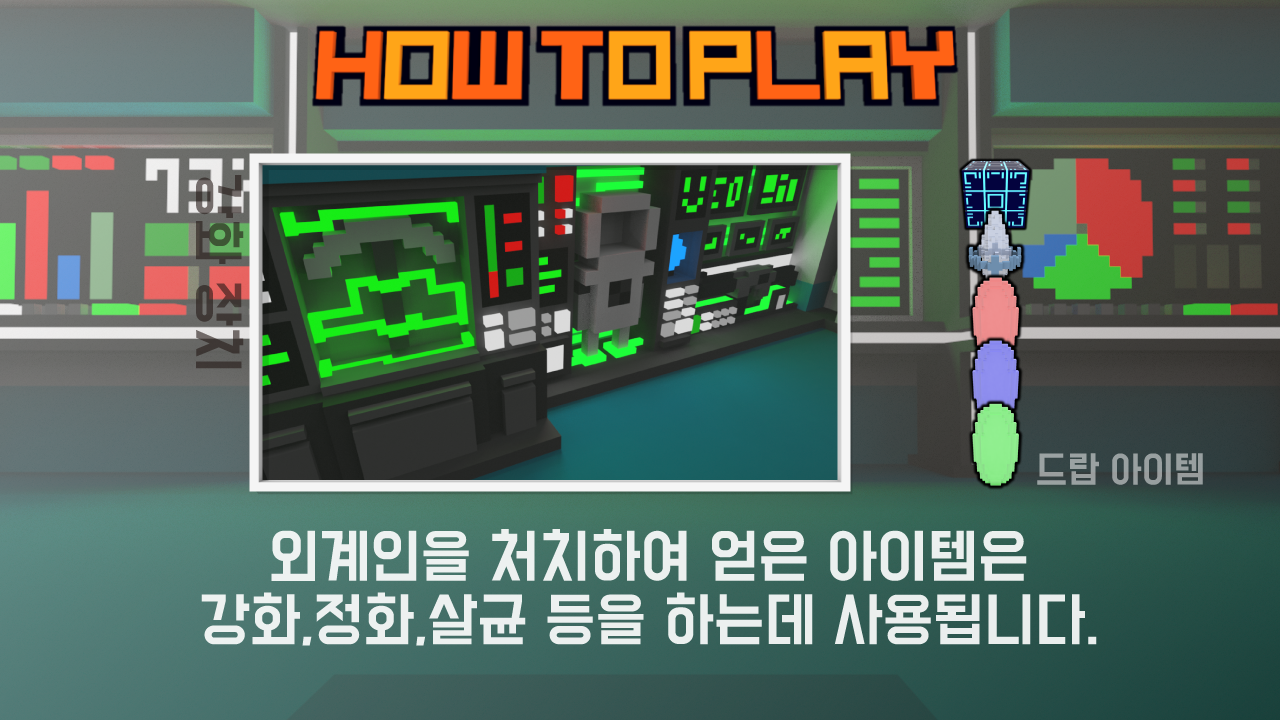 HOW TO PLAY
강화 장치
드랍 아이템
외계인을 처치하여 얻은 아이템은
강화,정화,살균 등을 하는데 사용됩니다.